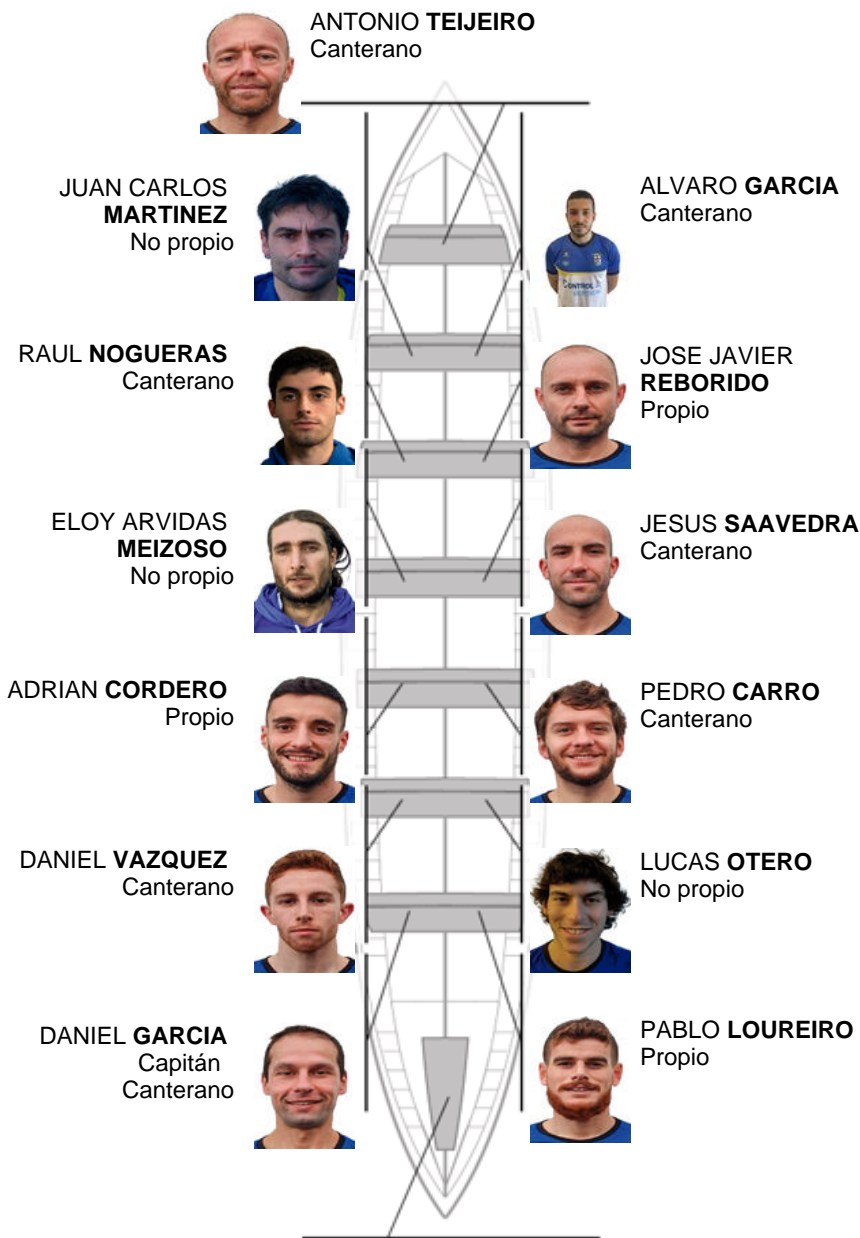 ANTONIO TEIJEIRO
Canterano
JUAN CARLOS
MARTINEZ
No propio
ALVARO GARCIA
Canterano
RAUL NOGUERAS
Canterano
JOSE JAVIER
REBORIDO
Propio
ELOY ARVIDAS
MEIZOSO
No propio
JESUS SAAVEDRA
Canterano
ADRIAN CORDERO
Propio
PEDRO CARRO
Canterano
DANIEL VAZQUEZ
Canterano
LUCAS OTERO
No propio
DANIEL GARCIA
Capitán
Canterano
PABLO LOUREIRO
Propio